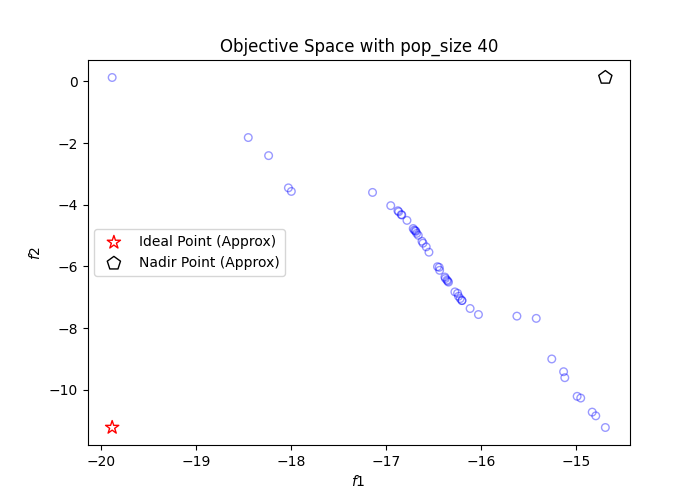 Objective Space with pop_size 40
0
−2
−4
−6
−8
−10
f2
Ideal Point (Approx)
Nadir Point (Approx)
−20 −19 −18 −17 −16 −15
f1